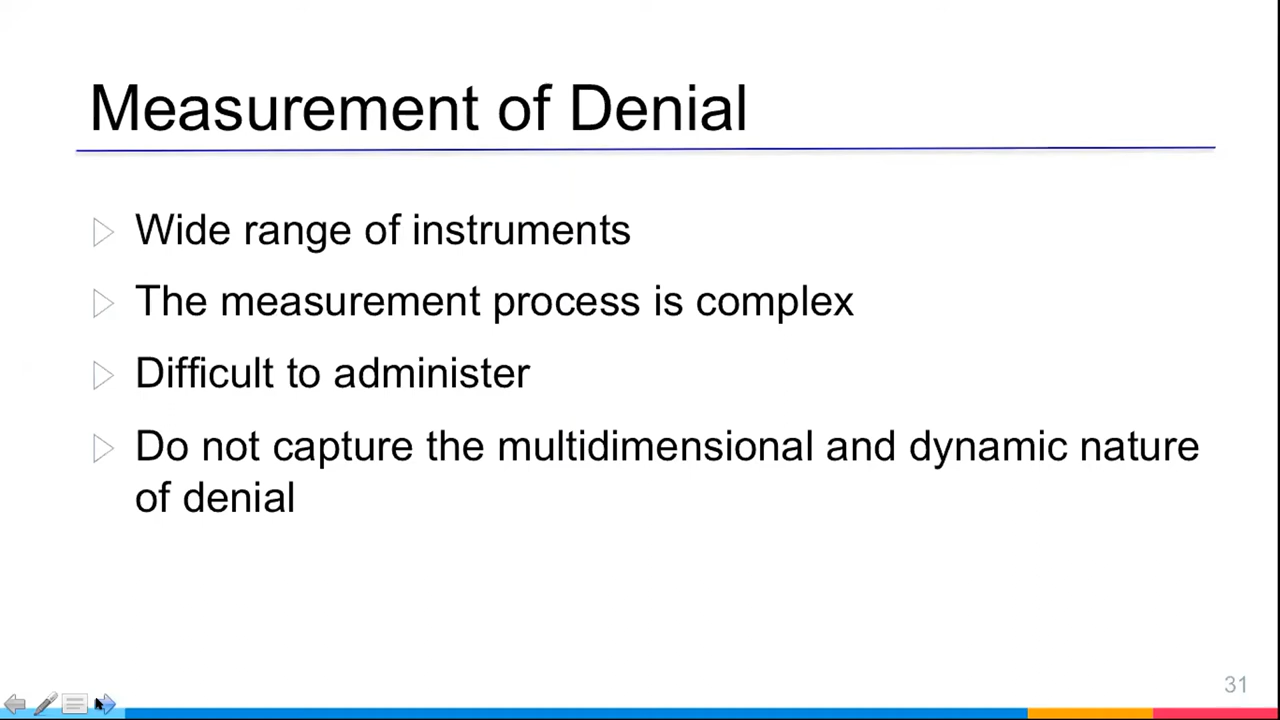 Measurement of Denial
Wide range of instruments
The measurement process is complex
Difficult to administer
Do not capture the multidimensional and dynamic nature
of denial
31